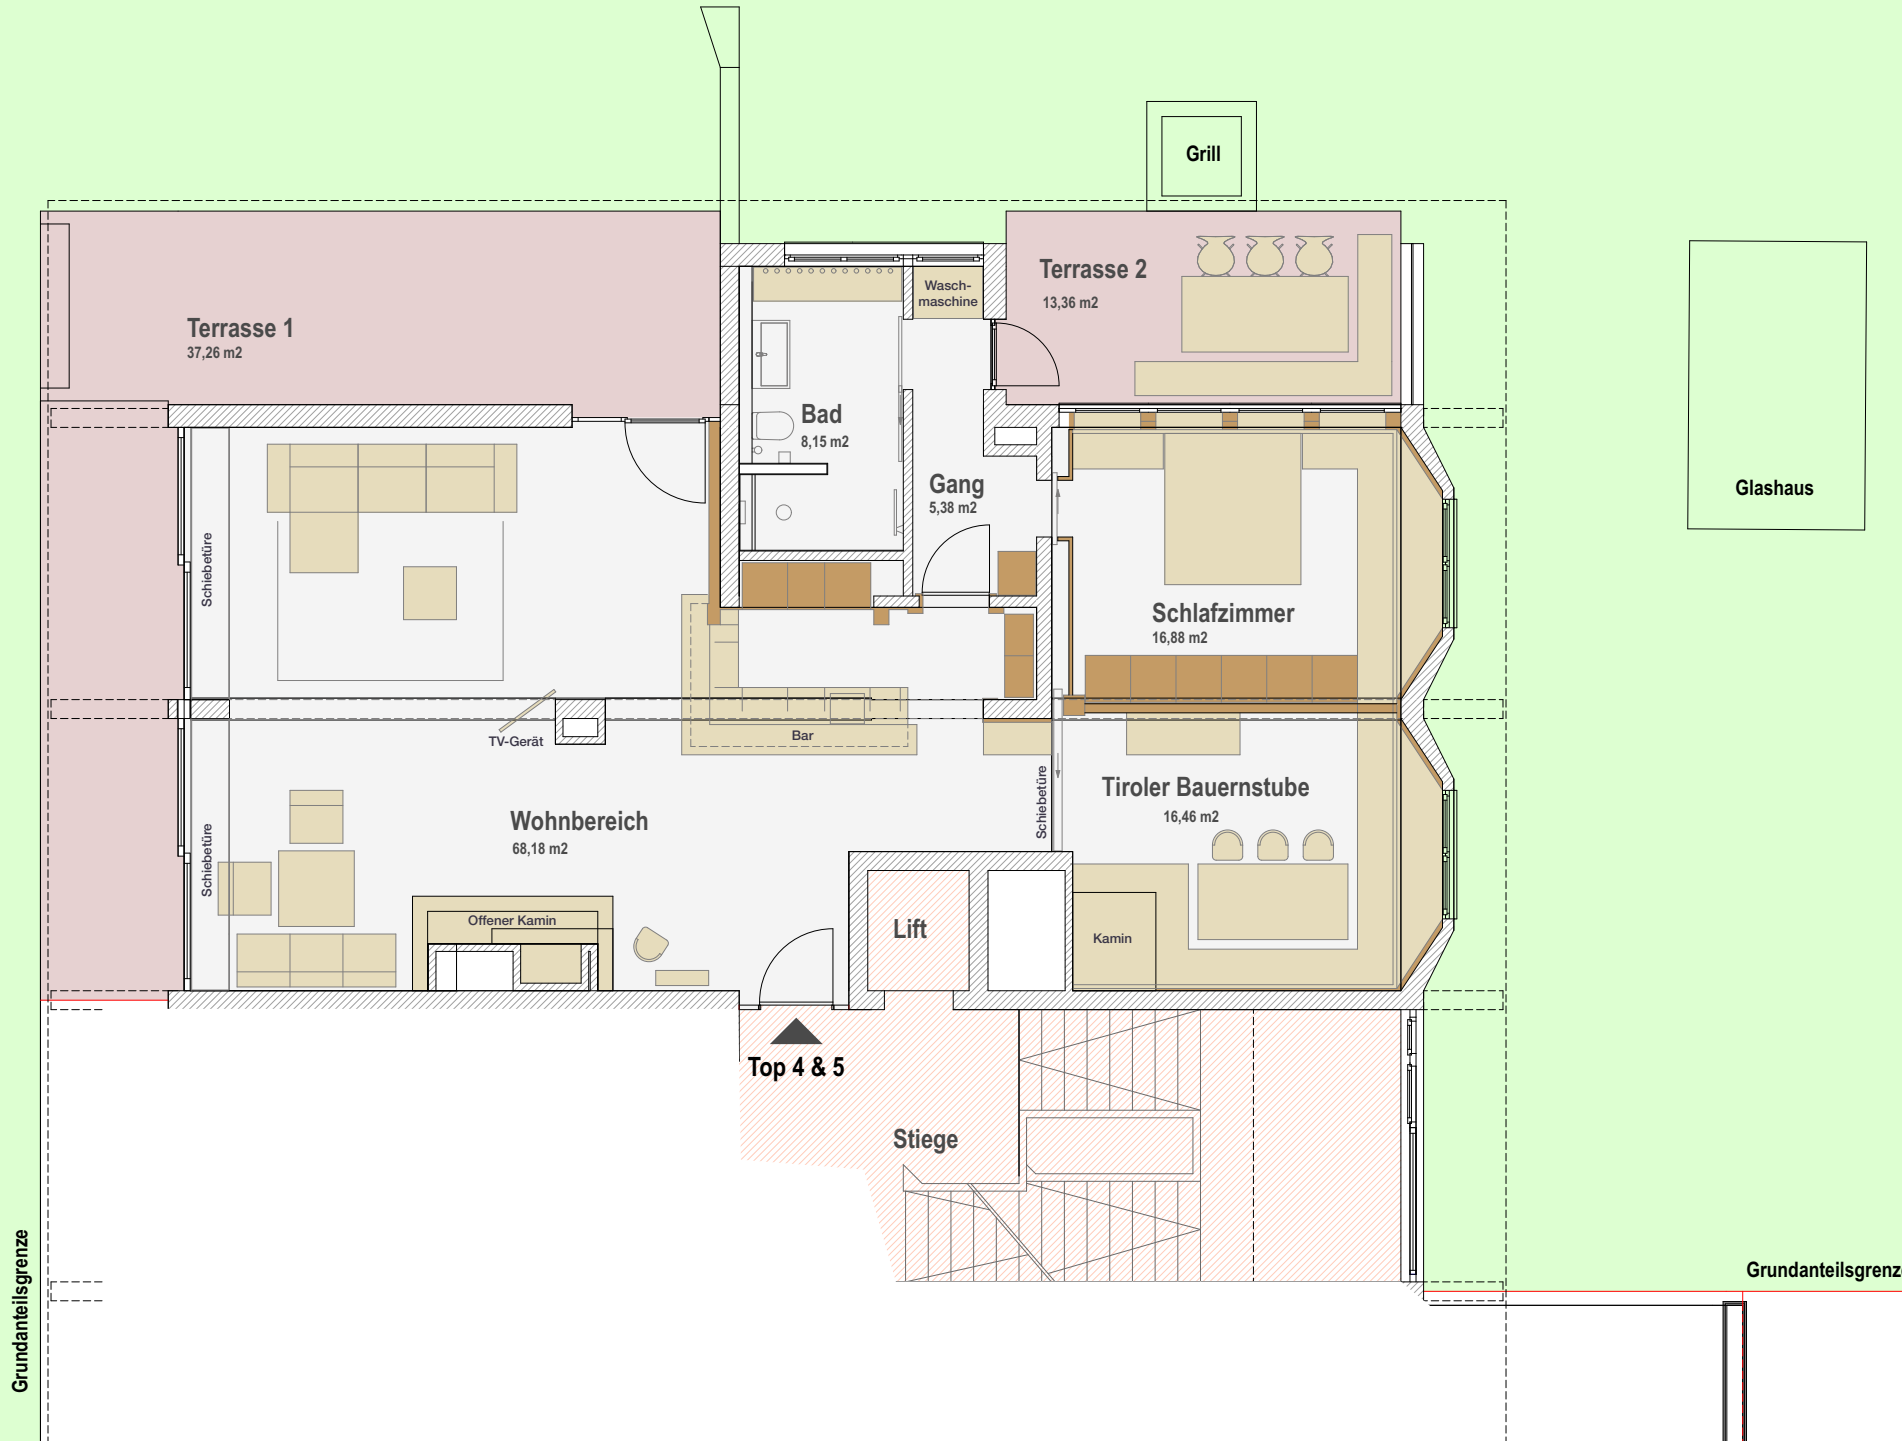 Grill
Terrasse 2
13,36 m2
Wasch-
maschine
Terrasse 1
37,26 m2
Bad
8,15 m2
Gang
5,38 m2
Glashaus
Schiebetüre
Schlafzimmer
16,88 m2
TV-Gerät
Bar
Tiroler Bauernstube
16,46 m2
Schiebetüre
Wohnbereich
68,18 m2
Schiebetüre
Offener Kamin
Lift
Kamin
Top 4 & 5
Stiege
Grundanteilsgrenze
Grundanteilsgrenze